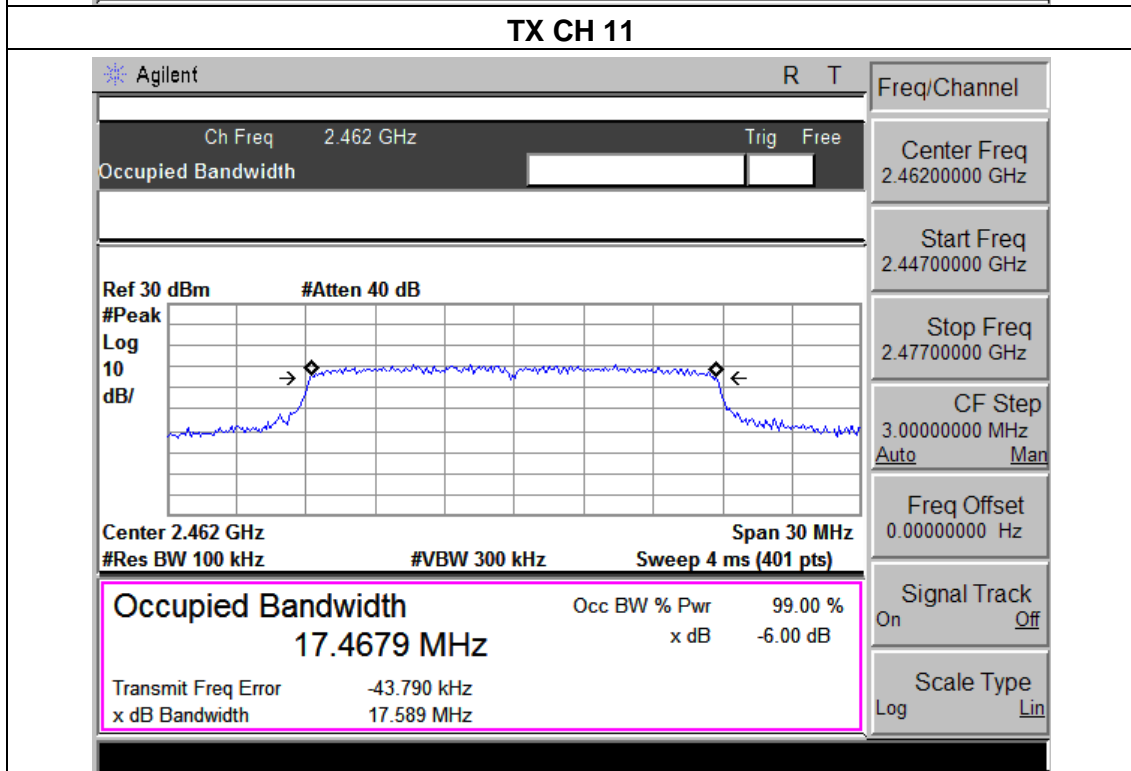 TX CH 11
Agilent R T
Freq/Channel
Ch Freq 2.462 GHz Trig Free
Occupied Bandwidth
Center Freq
2.46200000 GHz
Start Freq
2.44700000 GHz
Ref 30 dBm #Atten 40 dB
#Peak
Log
10
dB/
Stop Freq
2.47700000 GHz
CF Step
3.00000000 MHz
Auto Man
Freq Offset
0.00000000 Hz
Center 2.462 GHz Span 30 MHz
#Res BW 100 kHz #VBW 300 kHz Sweep 4 ms (401 pts)
Occupied Bandwidth Occ BW % Pwr 99.00 %
17.4679 MHz x dB -6.00 dB
Transmit Freq Error -43.790 kHz
x dB Bandwidth 17.589 MHz
Signal Track
On Off
Scale Type
Log Lin